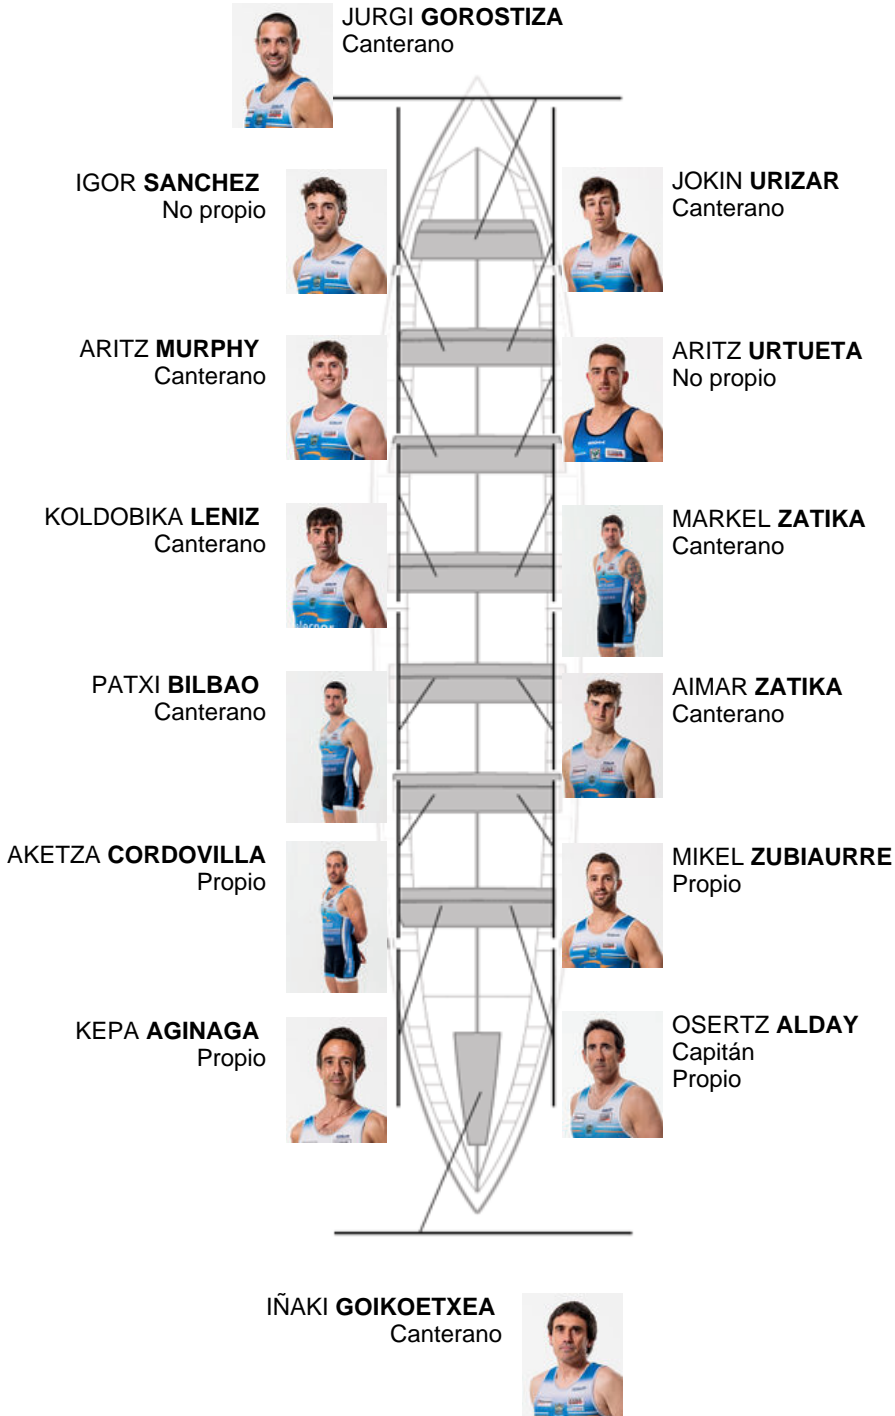 JURGI GOROSTIZA
Canterano
IGOR SANCHEZ
No propio
JOKIN URIZAR
Canterano
ARITZ MURPHY
Canterano
ARITZ URTUETA
No propio
KOLDOBIKA LENIZ
Canterano
MARKEL ZATIKA
Canterano
PATXI BILBAO
Canterano
AIMAR ZATIKA
Canterano
AKETZA CORDOVILLA
Propio
MIKEL ZUBIAURRE
Propio
KEPA AGINAGA
Propio
OSERTZ ALDAY
Capitán
Propio
IÑAKI GOIKOETXEA
Canterano